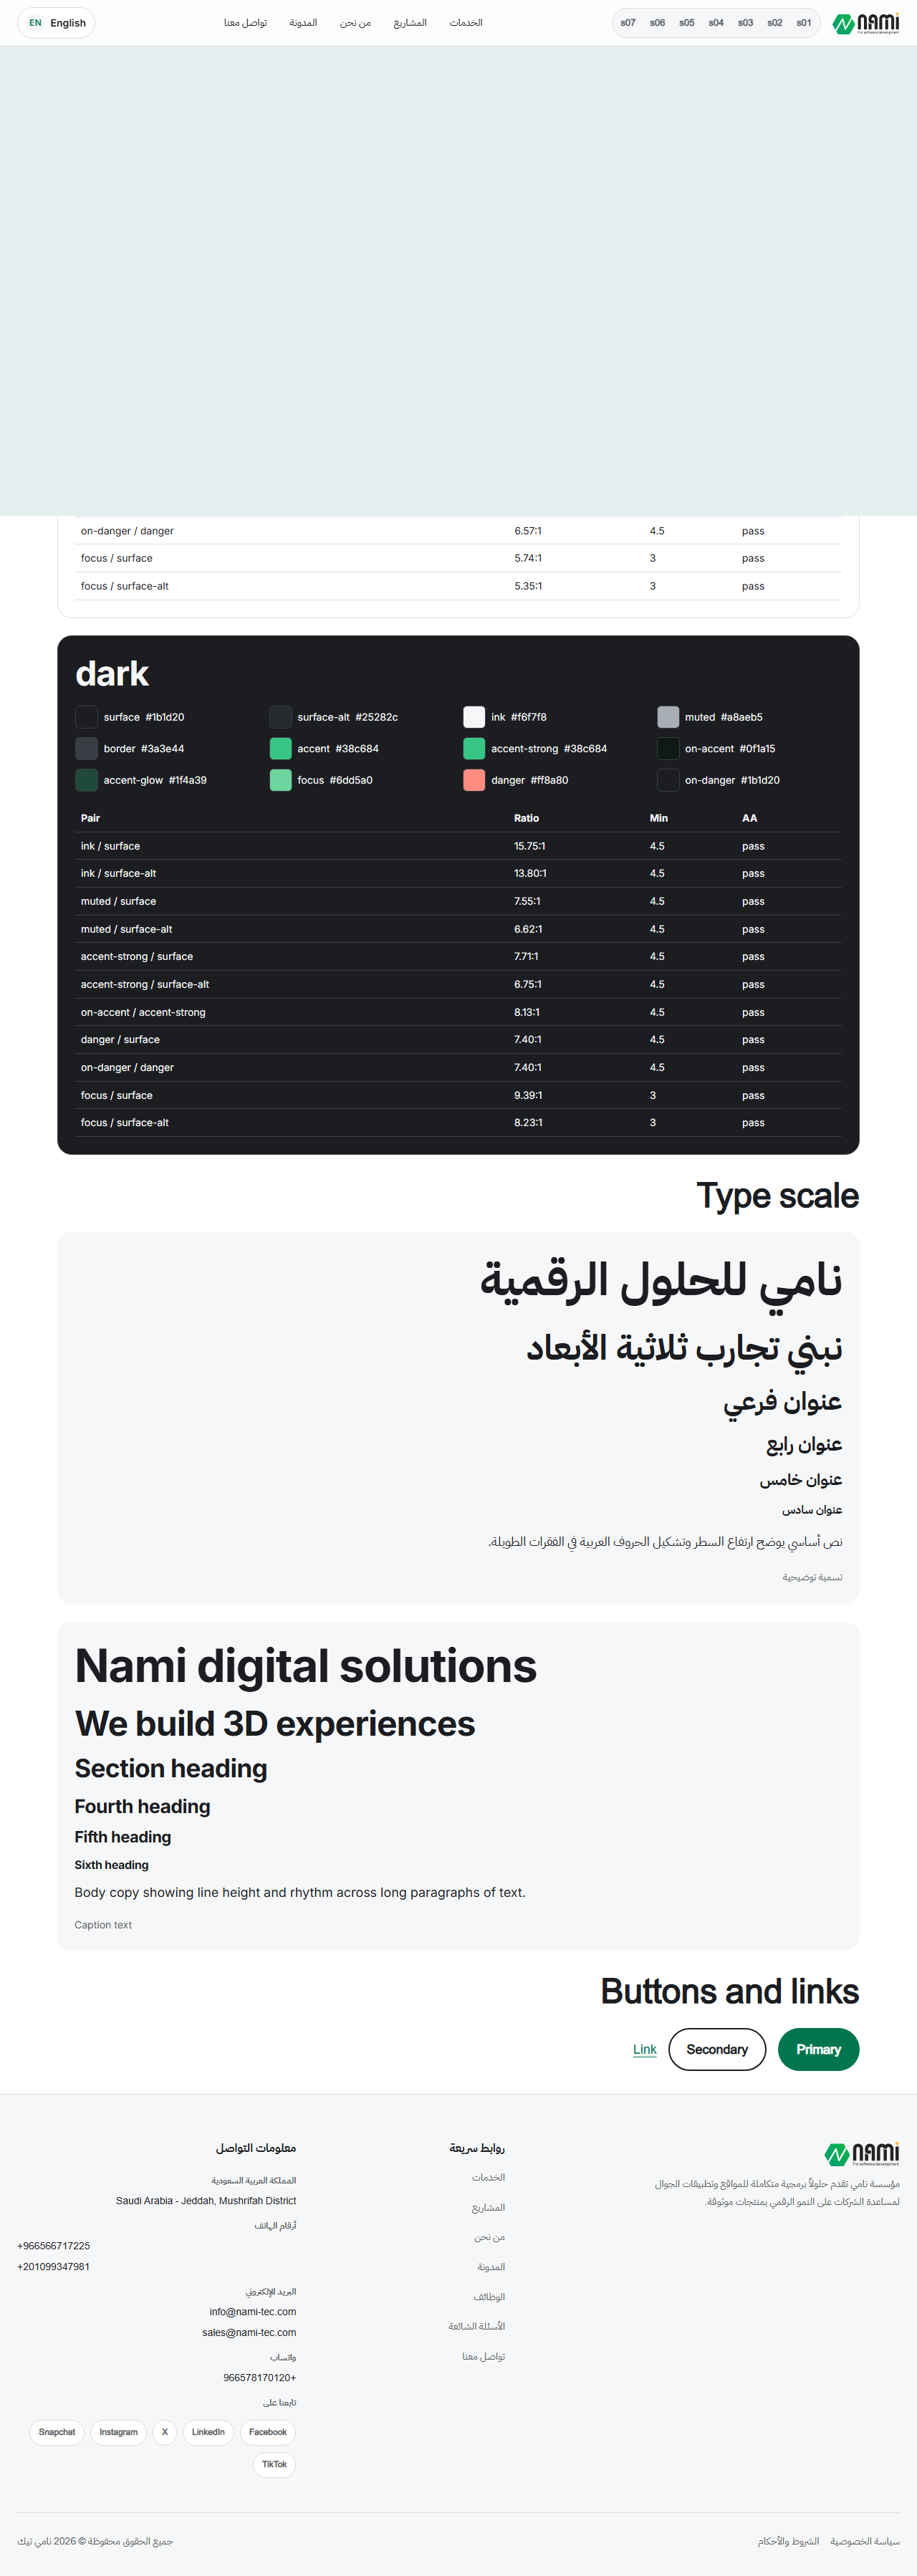 EN English
الخدمات المشاريع من نحن المدونة تواصل معنا
s01 s02 s03 s04 s05 s06 s07
NAMI
For software development
on-danger / danger 6.57:1 4.5 pass
focus / surface 5.74:1 3 pass
focus / surface-alt 5.35:1 3 pass
dark
surface #1b1d20 surface-alt #25282c ink #f6f7f8 muted #a8aeb5
border #3a3e44 accent #38c684 accent-strong #38c684 on-accent #0f1a15
accent-glow #1f4a39 focus #6dd5a0 danger #ff8a80 on-danger #1b1d20
Pair Ratio Min AA
ink / surface 15.75:1 4.5 pass
ink / surface-alt 13.80:1 4.5 pass
muted / surface 7.55:1 4.5 pass
muted / surface-alt 6.62:1 4.5 pass
accent-strong / surface 7.71:1 4.5 pass
accent-strong / surface-alt 6.75:1 4.5 pass
on-accent / accent-strong 8.13:1 4.5 pass
danger / surface 7.40:1 4.5 pass
on-danger / danger 7.40:1 4.5 pass
focus / surface 9.39:1 3 pass
focus / surface-alt 8.23:1 3 pass
Type scale
نامي للحلول الرقمية
نبني تجارب ثلاثية الأبعاد
عنوان فرعي
عنوان رابع
عنوان خامس
عنوان سادس
نص أساسي يوضح ارتفاع السطر وتشكيل الحروف العربية في الفقرات الطويلة.
تسمية توضيحية
Nami digital solutions
We build 3D experiences
Section heading
Fourth heading
Fifth heading
Sixth heading
Body copy showing line height and rhythm across long paragraphs of text.
Caption text
Buttons and links
Primary Secondary Link
NAMI
For software development
مؤسسة نامي تقدم حلولاً برمجية متكاملة للمواقع وتطبيقات الجوال
لمساعدة الشركات على النمو الرقمي بمنتجات موثوقة.
روابط سريعة
الخدمات
المشاريع
من نحن
المدونة
الوظائف
الأسئلة الشائعة
تواصل معنا
معلومات التواصل
المملكة العربية السعودية
Saudi Arabia - Jeddah, Mushrifah District
أرقام الهاتف
+966566717225
+201099347981
البريد الإلكتروني
info@nami-tec.com
sales@nami-tec.com
واتساب
966578170120+
تابعنا على
Facebook LinkedIn X Instagram Snapchat
TikTok
سياسة الخصوصية الشروط والأحكام
جميع الحقوق محفوظة © 2026 نامي تيك